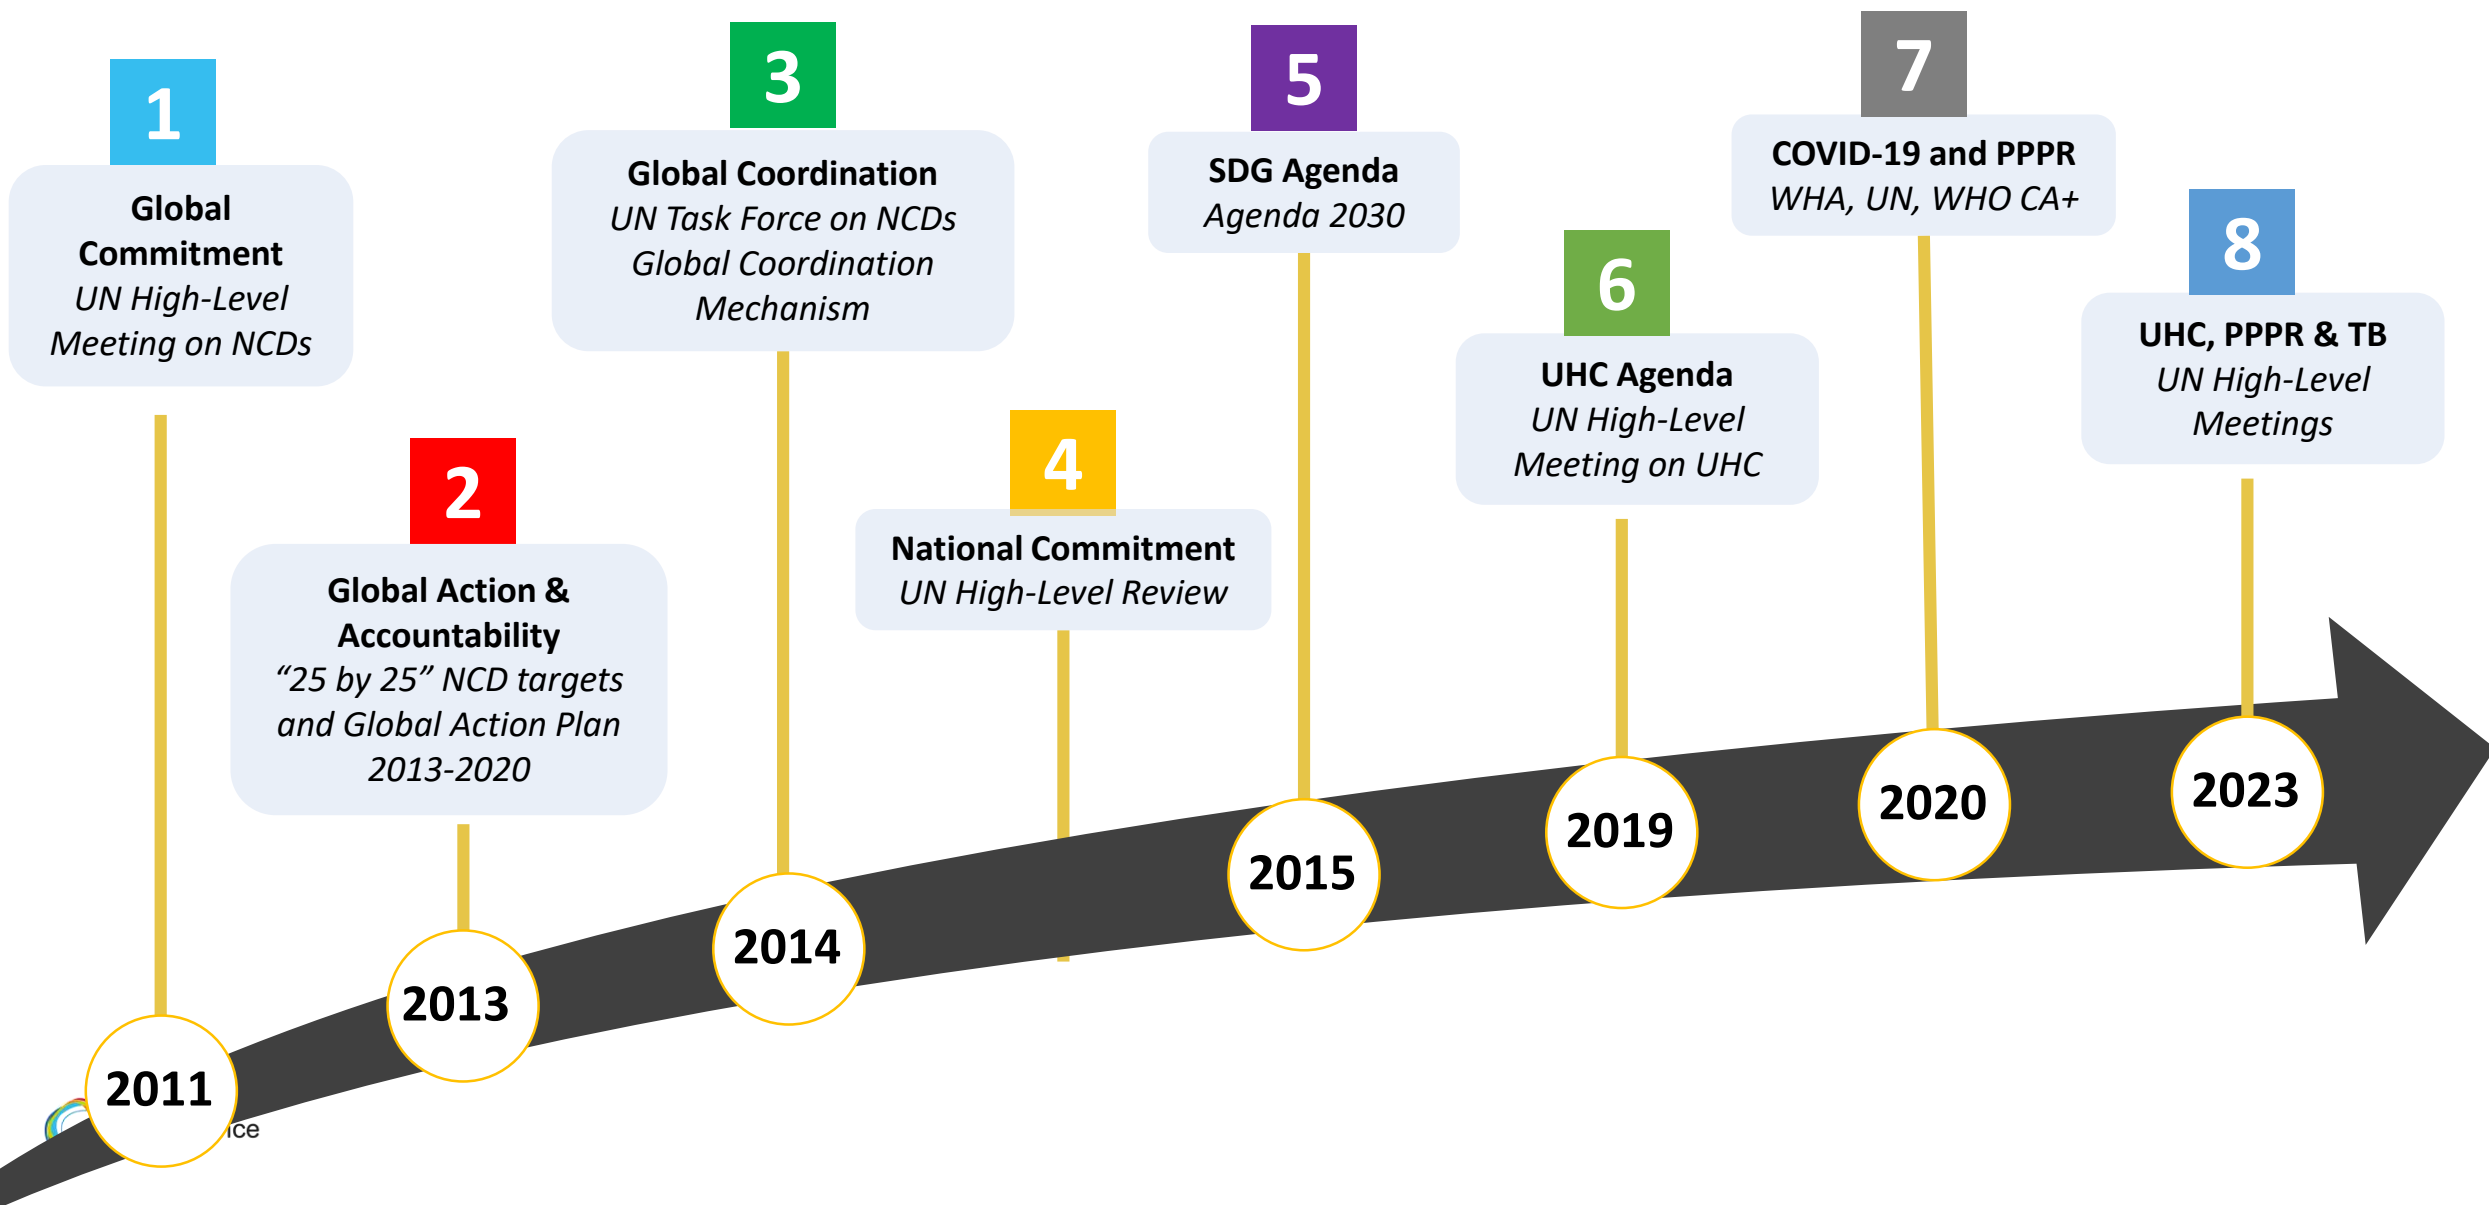 1
Global
Commitment
UN High-Level
Meeting on NCDs
2
Global Action &
Accountability
“25 by 25” NCD targets
and Global Action Plan
2013-2020
3
Global Coordination
UN Task Force on NCDs
Global Coordination
Mechanism
4
National Commitment
UN High-Level Review
5
SDG Agenda
Agenda 2030
6
UHC Agenda
UN High-Level
Meeting on UHC
7
COVID-19 and PPPR
WHA, UN, WHO CA+
8
UHC, PPPR & TB
UN High-Level
Meetings
2011
2013
2014
2015
2019
2020
2023